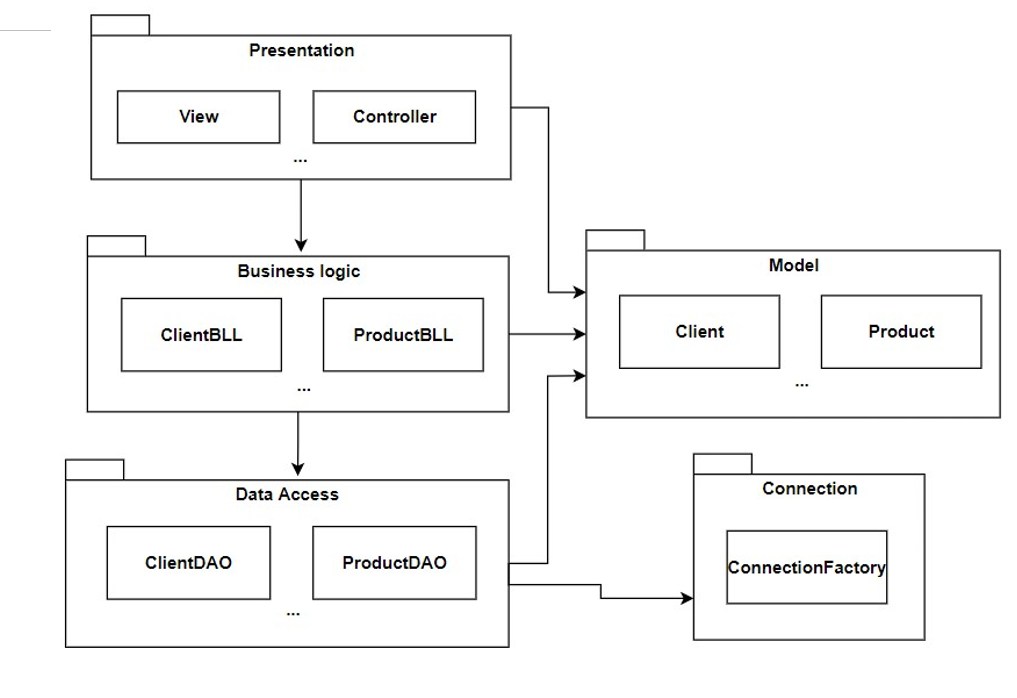 Presentation
View
Controller
...
Business logic
ClientBLL
ProductBLL
...
Model
Client
Product
...
Data Access
ClientDAO
ProductDAO
...
Connection
ConnectionFactory